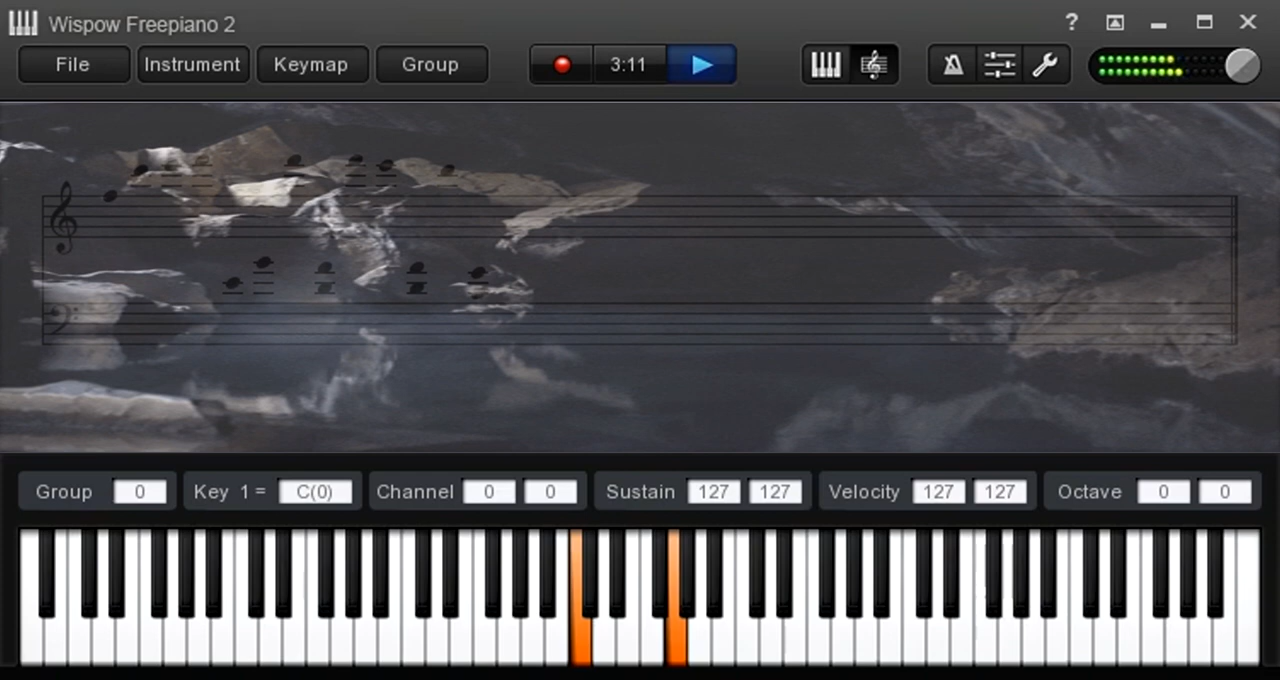 Wispow Freepiano 2
?
File Instrument Keymap Group 3:11
Group 0 Key 1 = C(0) Channel 0 0 Sustain 127 127 Velocity 127 127 Octave 0 0